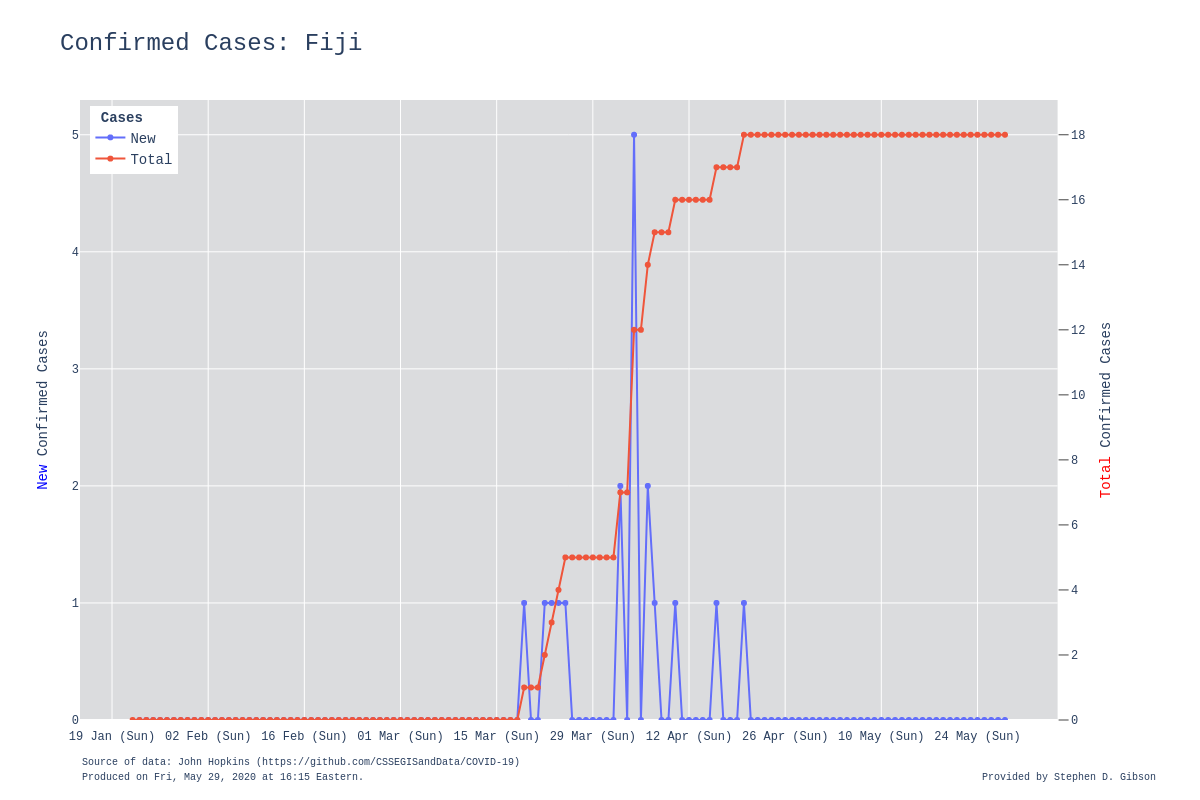 Confirmed Cases: Fiji
Cases
New
Total
5
4
3
2
1
0
New Confirmed Cases
18
16
14
12
10
8
6
4
2
0
Total Confirmed Cases
19 Jan (Sun) 02 Feb (Sun) 16 Feb (Sun) 01 Mar (Sun) 15 Mar (Sun) 29 Mar (Sun) 12 Apr (Sun) 26 Apr (Sun) 10 May (Sun) 24 May (Sun)
Source of data: John Hopkins (https://github.com/CSSEGISandData/COVID-19)
Produced on Fri, May 29, 2020 at 16:15 Eastern.
Provided by Stephen D. Gibson